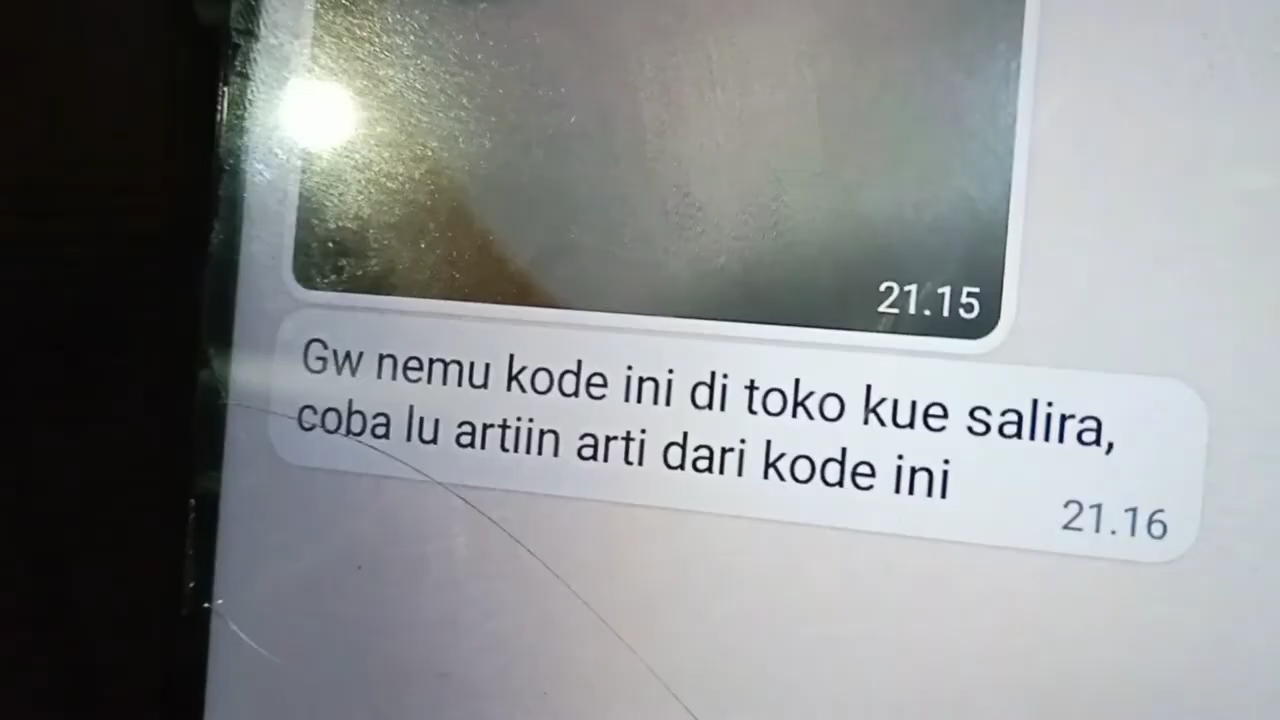 21.15
Gw nemu kode ini di toko kue salira,
coba lu artiin arti dari kode ini
21.16